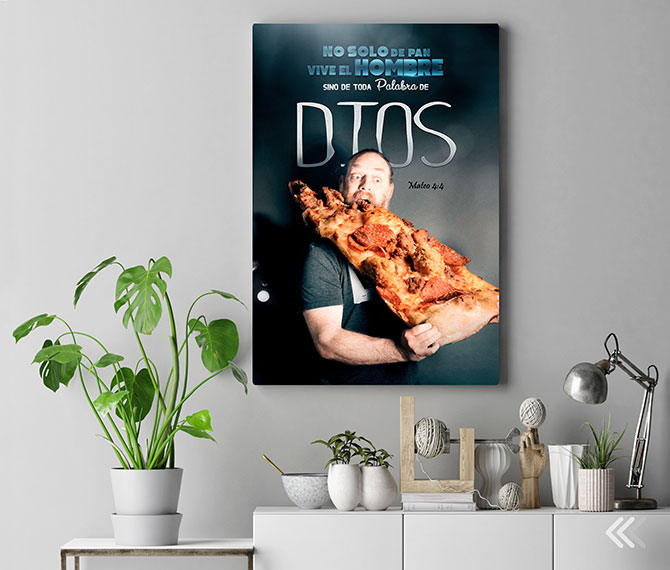 NO SOLO DE PAN
VIVE EL HOMBRE
SINO DE TODA Palabra DE
DIOS
Mateo 4:4